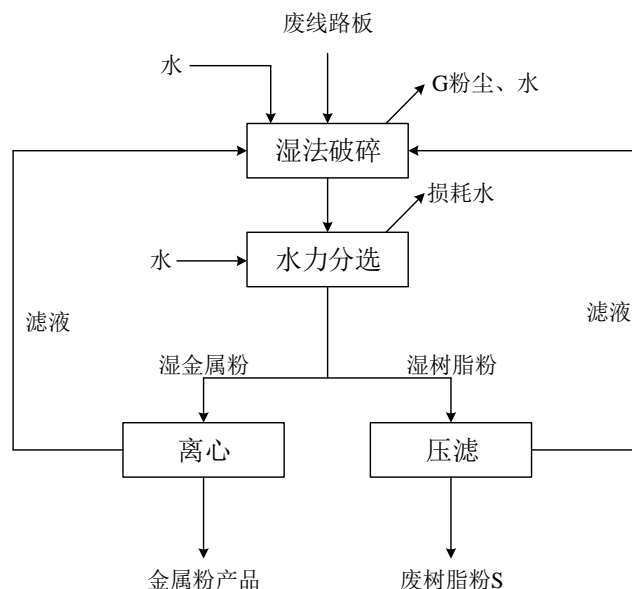 废线路板
水
G粉尘、水
湿法破碎
损耗水
水
水力分选
滤液
滤液
湿金属粉
湿树脂粉
离心
压滤
金属粉产品
废树脂粉S